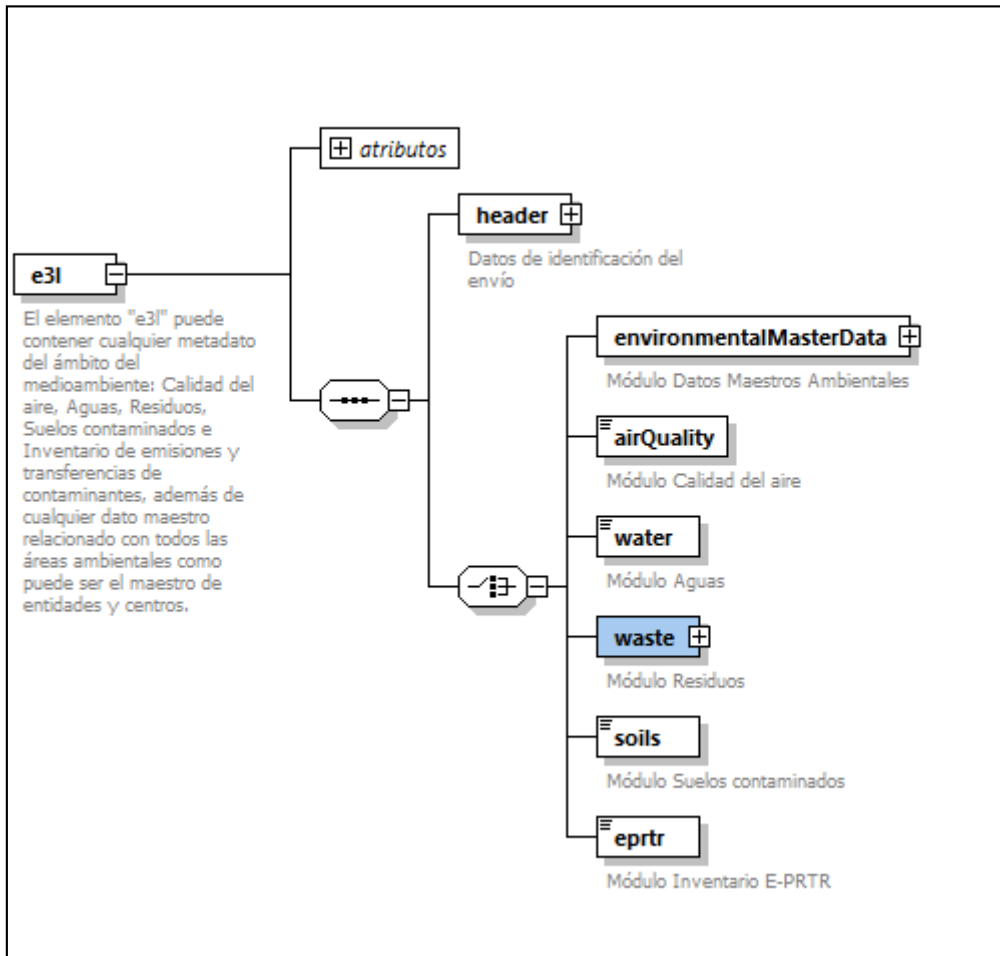 atributos
header
Datos de identificación del
envío
e3l
El elemento "e3l" puede
contener cualquier metadato
del ámbito del
medioambiente: Calidad del
aire, Aguas, Residuos,
Suelos contaminados e
Inventario de emisiones y
transferencias de
contaminantes, además de
cualquier dato maestro
relacionado con todos las
áreas ambientales como
puede ser el maestro de
entidades y centros.
environmentalMasterData
Módulo Datos Maestros Ambientales
airQuality
Módulo Calidad del aire
water
Módulo Aguas
waste
Módulo Residuos
soils
Módulo Suelos contaminados
eprtr
Módulo Inventario E-PRTR